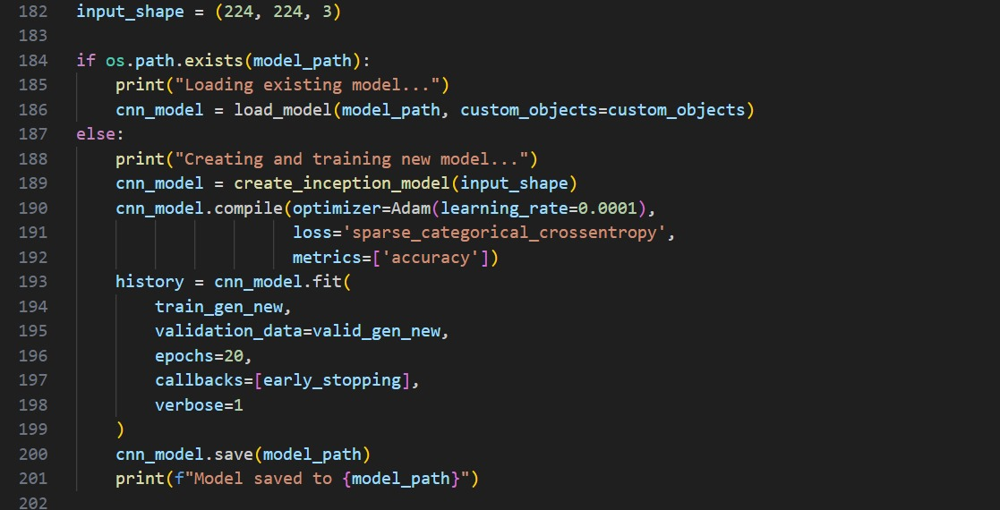 182 input_shape = (224, 224, 3)
183
184 if os.path.exists(model_path):
185     print("Loading existing model...")
186     cnn_model = load_model(model_path, custom_objects=custom_objects)
187 else:
188     print("Creating and training new model...")
189     cnn_model = create_inception_model(input_shape)
190     cnn_model.compile(optimizer=Adam(learning_rate=0.0001),
191                       loss='sparse_categorical_crossentropy',
192                       metrics=['accuracy'])
193     history = cnn_model.fit(
194         train_gen_new,
195         validation_data=valid_gen_new,
196         epochs=20,
197         callbacks=[early_stopping],
198         verbose=1
199     )
200     cnn_model.save(model_path)
201     print(f"Model saved to {model_path}")
202